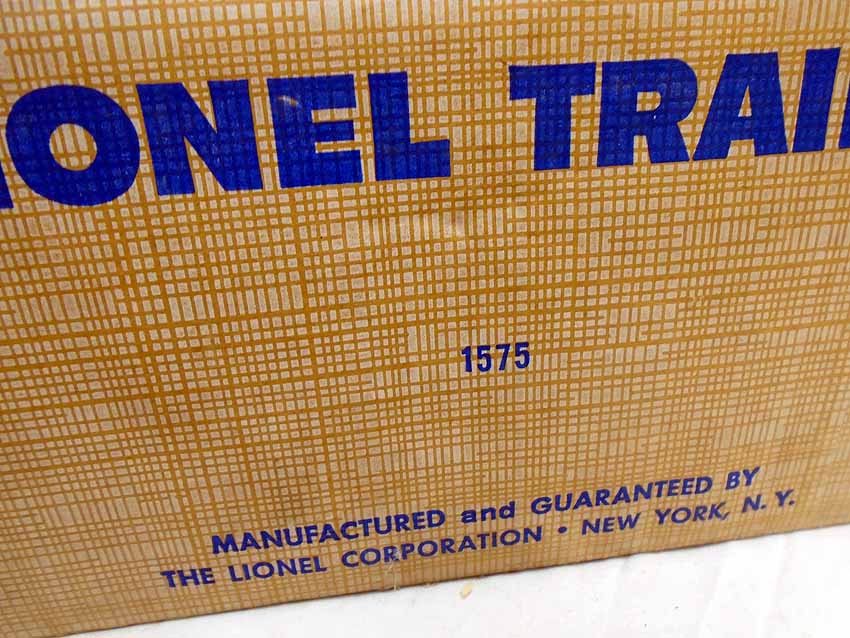 IONEL TRAI
1575
MANUFACTURED and GUARANTEED BY
THE LIONEL CORPORATION • NEW YORK, N. Y.